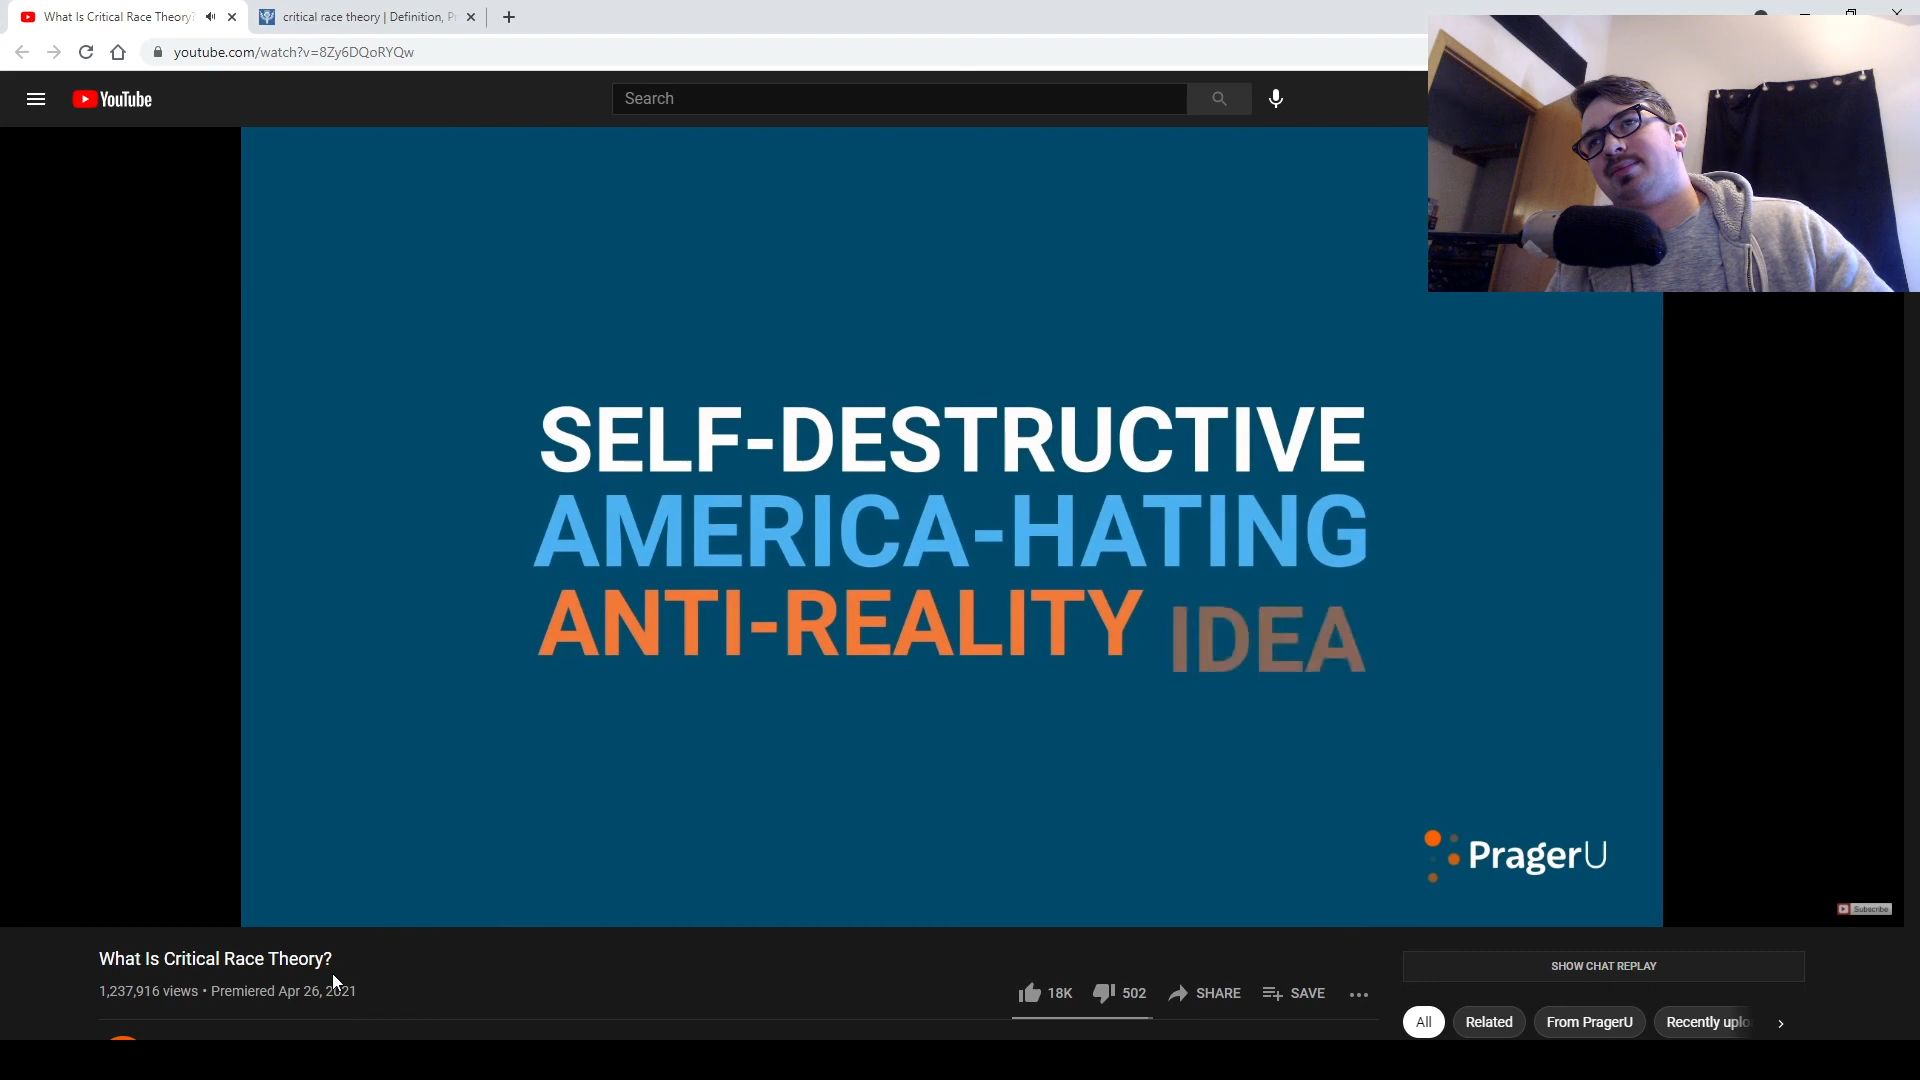 What Is Critical Race Theory?
critical race theory | Definition, Pr
youtube.com/watch?v=8Zy6DQoRYQw
YouTube
Search
SELF-DESTRUCTIVE
AMERICA-HATING
ANTI-REALITY IDEA
PragerU
Subscribe
What Is Critical Race Theory?
1,237,916 views • Premiered Apr 26, 2021
18K
502
SHARE
SAVE
SHOW CHAT REPLAY
All
Related
From PragerU
Recently uplo